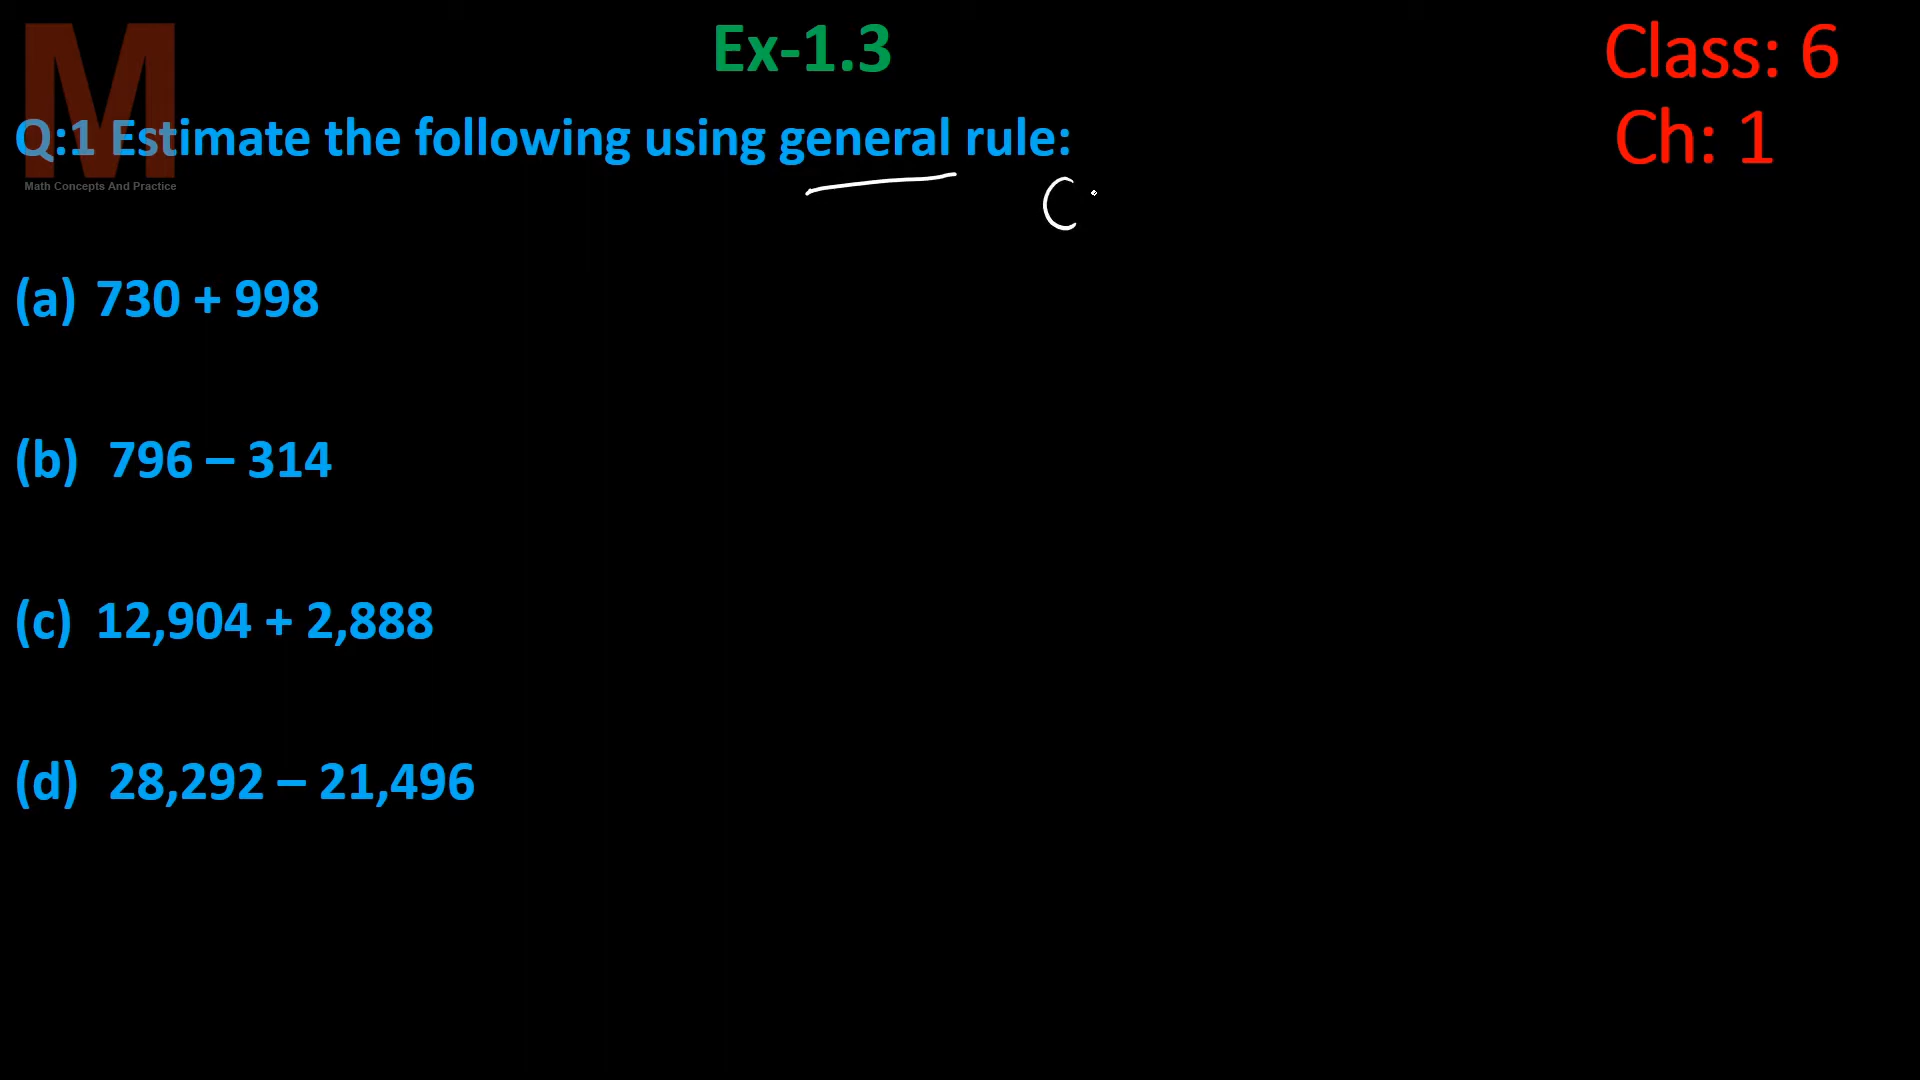 Ex-1.3
Class: 6
Ch: 1
M
Q:1 Estimate the following using general rule:
Math Concepts And Practice
C
(a) 730 + 998
(b) 796 – 314
(c) 12,904 + 2,888
(d) 28,292 – 21,496